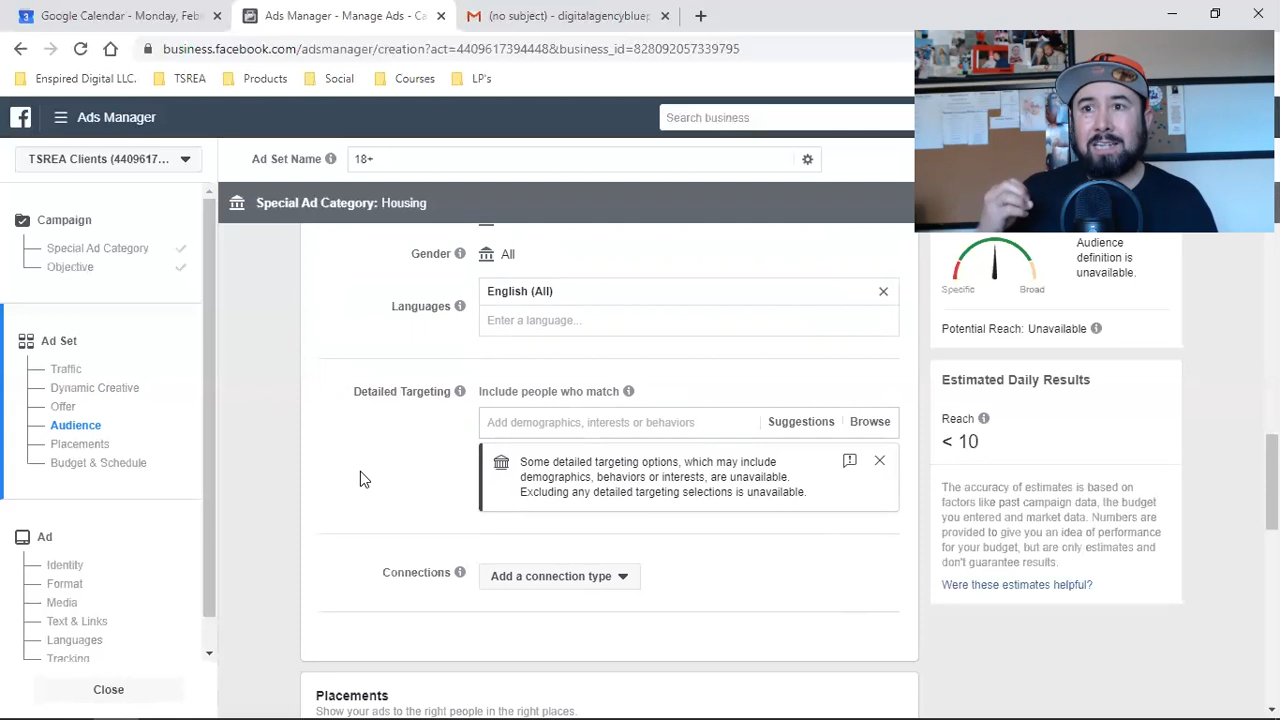 Google Calendar - Monday, Feb
Ads Manager - Manage Ads - Ca
(no subject) - digitalagencybluep
business.facebook.com/adsmanager/creation?act=440961739444&business_id=828092057339795
Enspired Digital LLC.
TSREA
Products
Social
Courses
LP's
Ads Manager
Search business
TSREA Clients (4409617...
Ad Set Name
18+
Special Ad Category: Housing
Campaign
Special Ad Category
Objective
Ad Set
Traffic
Dynamic Creative
Offer
Audience
Placements
Budget & Schedule
Ad
Identity
Format
Media
Text & Links
Languages
Tracking
Close
Gender
All
Languages
English (All)
Enter a language...
Detailed Targeting
Include people who match
Add demographics, interests or behaviors
Suggestions
Browse
Some detailed targeting options, which may include
demographics, behaviors or interests, are unavailable.
Excluding any detailed targeting selections is unavailable.
Connections
Add a connection type
Placements
Show your ads to the right people in the right places.
Audience
definition is
unavailable.
Specific
Broad
Potential Reach: Unavailable
Estimated Daily Results
Reach
< 10
The accuracy of estimates is based on
factors like past campaign data, the budget
you entered and market data. Numbers are
provided to give you an idea of performance
for your budget, but are only estimates and
don't guarantee results.
Were these estimates helpful?